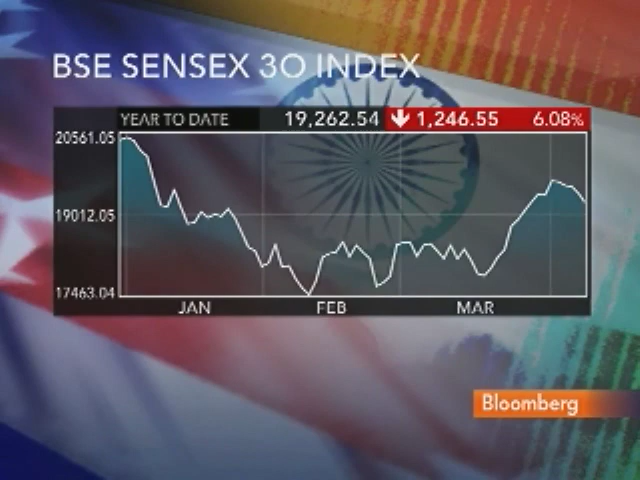 BSE SENSEX 30 INDEX
YEAR TO DATE 19,262.54 1,246.55 6.08%
20561.05
19012.05
17463.04
JAN FEB MAR
Bloomberg